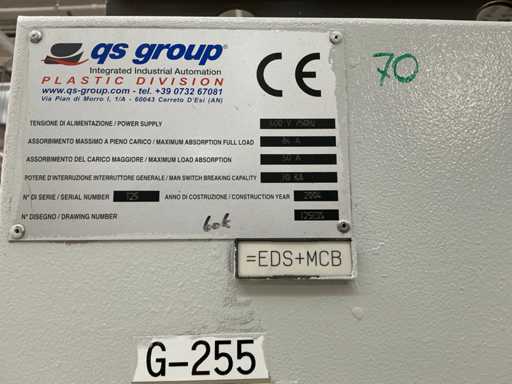 qs group®
Integrated Industrial Automation
PLASTIC DIVISION
www.qs-group.com - tel. +39 0732 67081
Via Pian di Morro I, 1/A - 60043 Cerreto D'Esi (AN)
CE
70
TENSIONE DI ALIMENTAZIONE / POWER SUPPLY
ASSORBIMENTO MASSIMO A PIENO CARICO / MAXIMUM ABSORPTION FULL LOAD
ASSORBIMENTO DEL CARICO MAGGIORE / MAXIMUM LOAD ABSORPTION 50 A
POTERE D'INTERRUZIONE INTERRUTTORE GENERALE / MAN SWITCH BREAKING CAPALITY
N° DI SERIE / SERIAL NUMBER 125 ANNO DI COSTRUZIONE / CONSTRUCTION YEAR 2004
N° DISEGNO / DRAWING NUMBER
=EDS+MCB
G-255